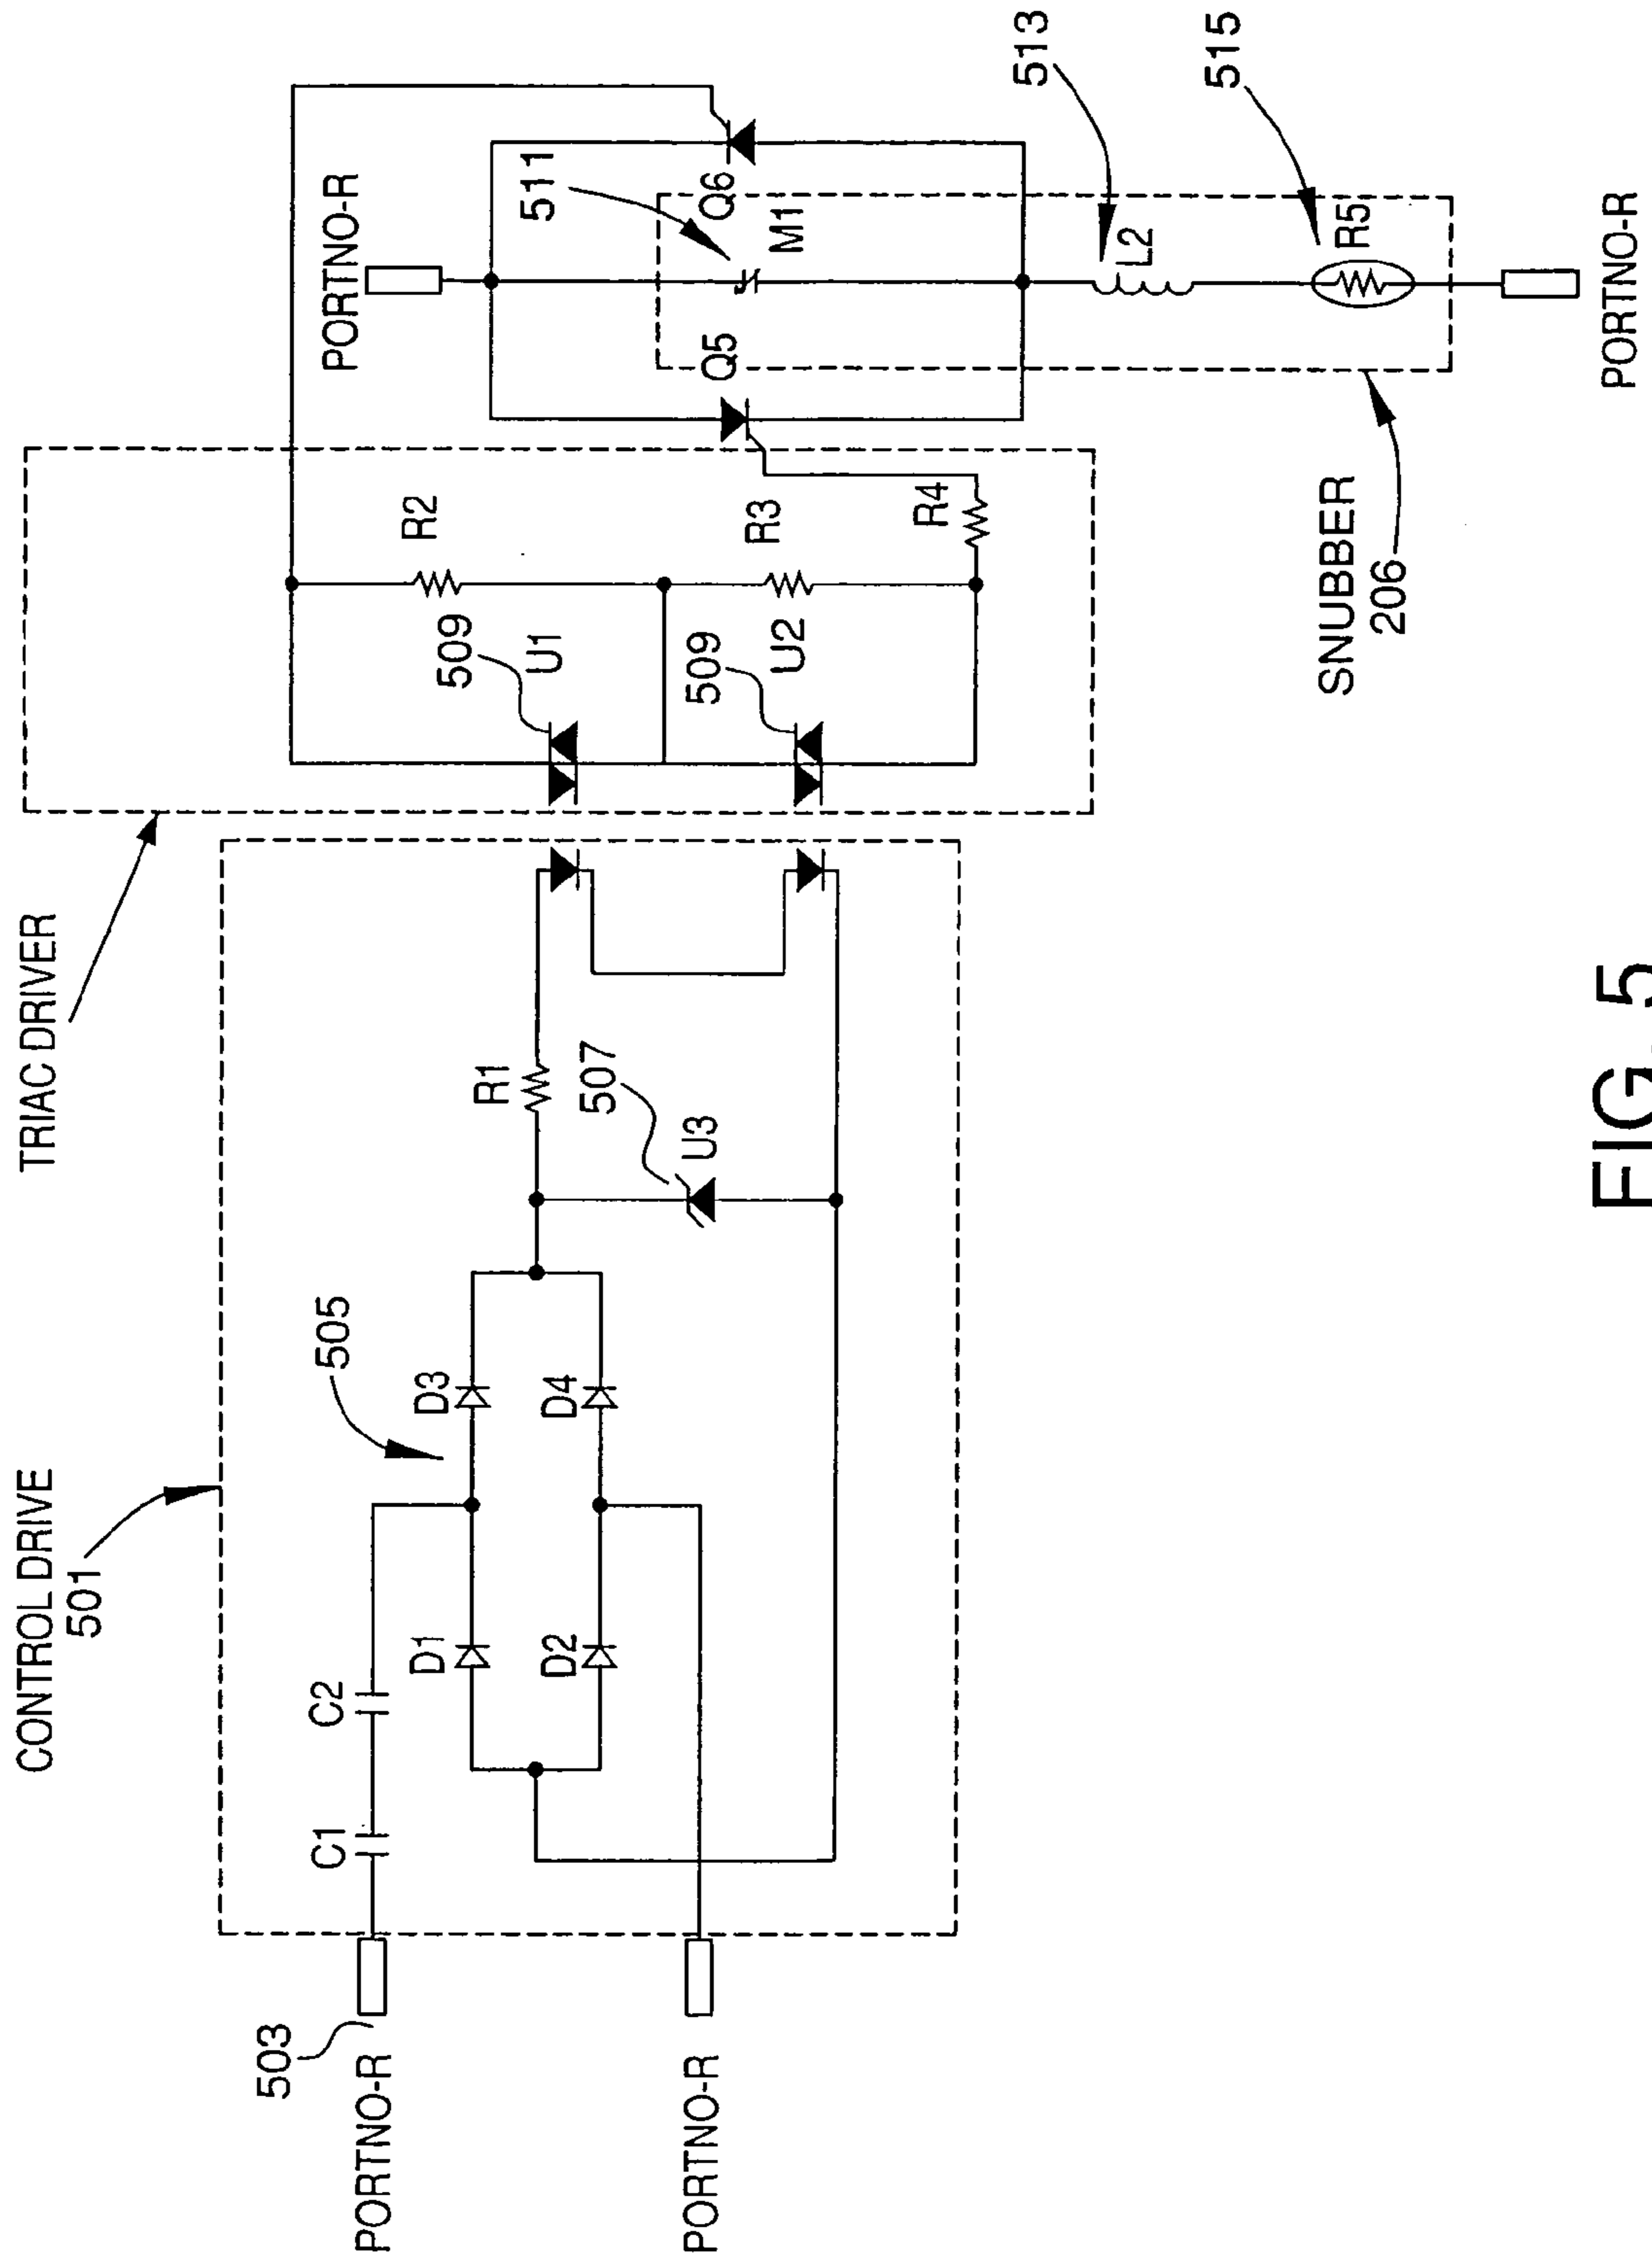 CONTROL DRIVE
501
TRIAC DRIVER
503
PORTNO-R
PORTNO-R
C1
C2
D1
D3
505
D2
D4
R1
507
U3
509
U1
509
U2
R2
R3
R4
PORTNO-R
Q5
511
Q6
M1
513
L2
515
R5
SNUBBER
206
PORTNO-R
FIG. 5